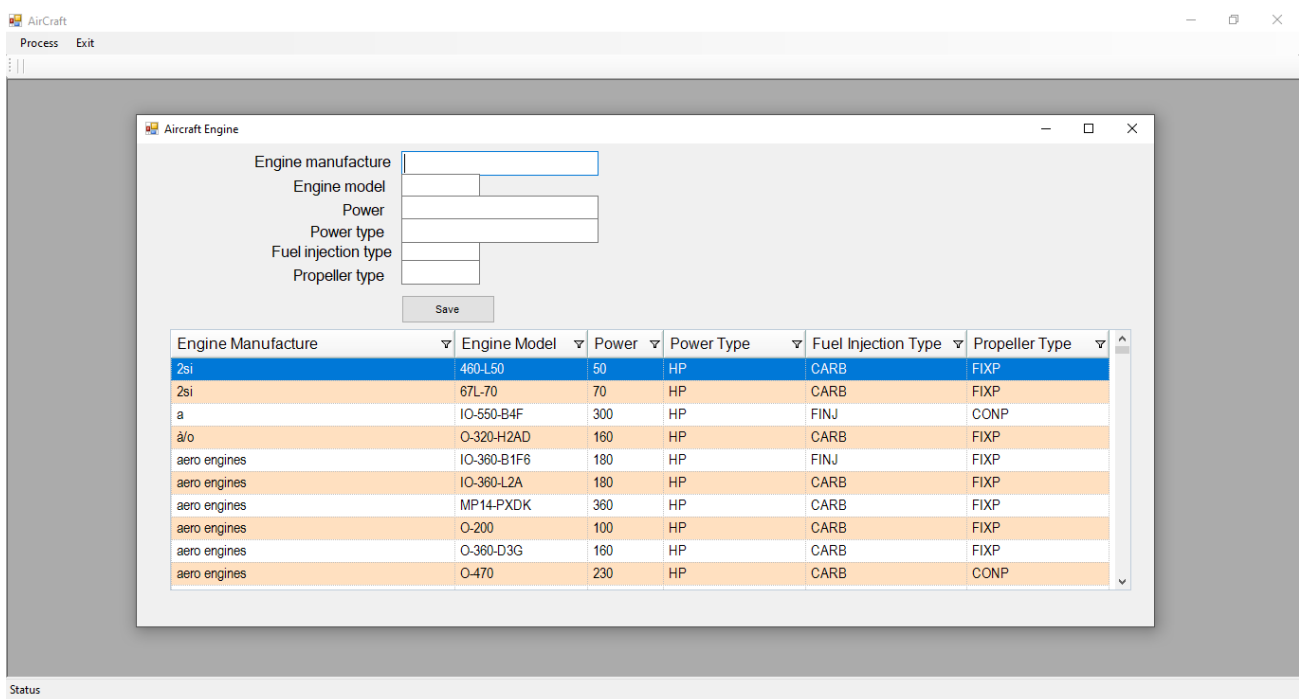 AirCraft
Process Exit
Aircraft Engine
Engine manufacture
Engine model
Power
Power type
Fuel injection type
Propeller type
Save
Engine Manufacture Engine Model Power Power Type Fuel Injection Type Propeller Type
2si 460-L50 50 HP CARB FIXP
2si 67L-70 70 HP CARB FIXP
a IO-550-B4F 300 HP FINJ CONP
à/o O-320-H2AD 160 HP CARB FIXP
aero engines IO-360-B1F6 180 HP FINJ FIXP
aero engines IO-360-L2A 180 HP CARB FIXP
aero engines MP14-PXDK 360 HP CARB FIXP
aero engines O-200 100 HP CARB FIXP
aero engines O-360-D3G 160 HP CARB FIXP
aero engines O-470 230 HP CARB CONP
Status